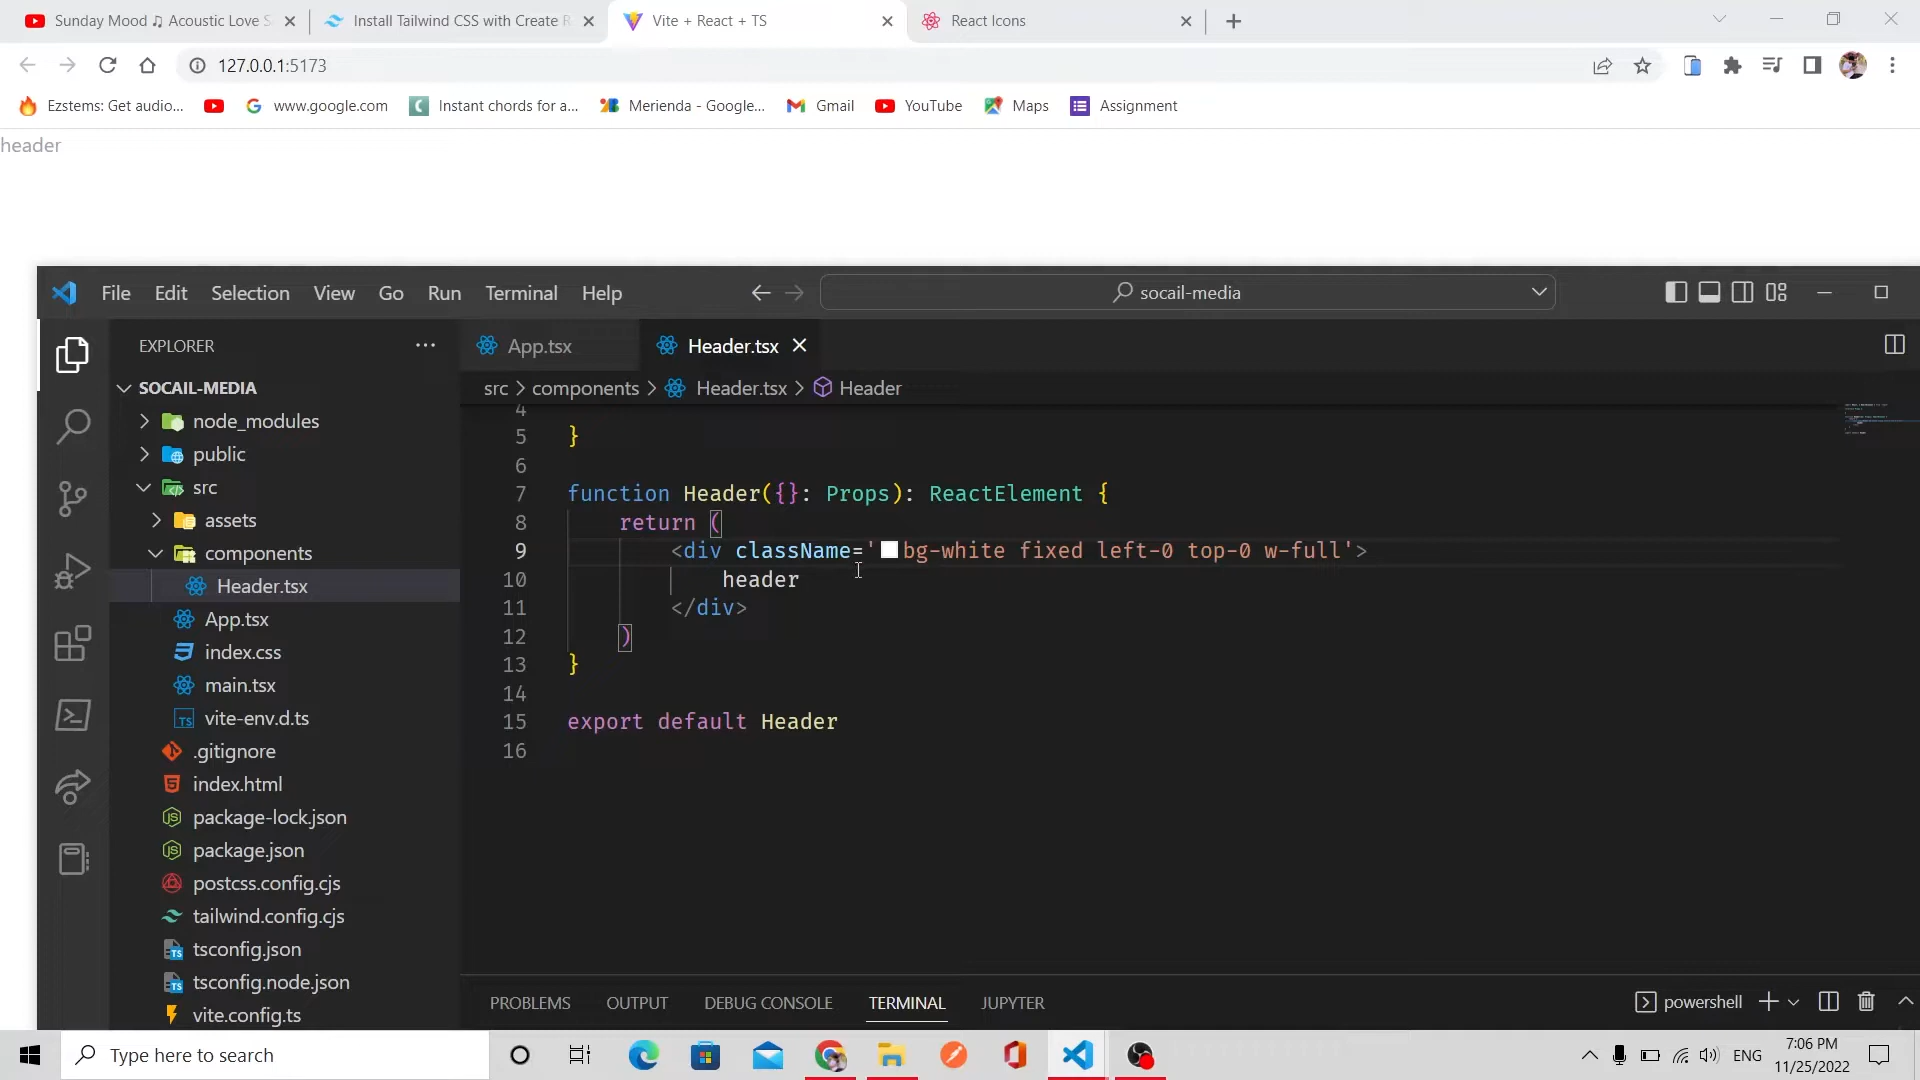 Sunday Mood ♫ Acoustic Love S
Install Tailwind CSS with Create R
Vite + React + TS
React Icons
127.0.0.1:5173
Ezstems: Get audio...
www.google.com
Instant chords for a...
Merienda - Google...
Gmail
YouTube
Maps
Assignment
header
File Edit Selection View Go Run Terminal Help
socail-media
EXPLORER
App.tsx
Header.tsx
src > components > Header.tsx > Header
SOCAIL-MEDIA
node_modules
public
src
assets
components
Header.tsx
App.tsx
index.css
main.tsx
vite-env.d.ts
.gitignore
index.html
package-lock.json
package.json
postcss.config.cjs
tailwind.config.cjs
tsconfig.json
tsconfig.node.json
vite.config.ts
4
5 }
6
7 function Header({}: Props): ReactElement {
8 return (
9 <div className='bg-white fixed left-0 top-0 w-full'>
10 header
11 </div>
12 )
13 }
14
15 export default Header
16
PROBLEMS OUTPUT DEBUG CONSOLE TERMINAL JUPYTER
powershell
Type here to search
ENG
7:06 PM
11/25/2022